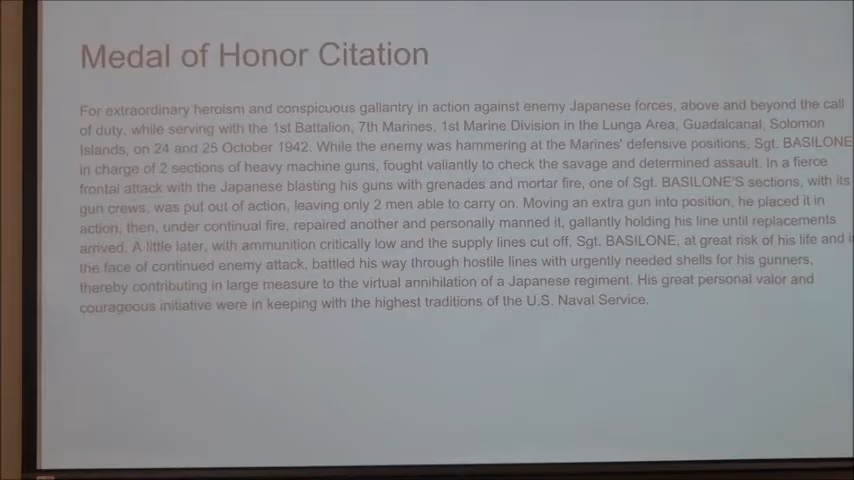 Medal of Honor Citation
For extraordinary heroism and conspicuous gallantry in action against enemy Japanese forces, above and beyond the call
of duty, while serving with the 1st Battalion, 7th Marines, 1st Marine Division in the Lunga Area, Guadalcanal, Solomon
Islands, on 24 and 25 October 1942. While the enemy was hammering at the Marines' defensive positions, Sgt. BASILONE
in charge of 2 sections of heavy machine guns, fought valiantly to check the savage and determined assault. In a fierce
frontal attack with the Japanese blasting his guns with grenades and mortar fire, one of Sgt. BASILONE'S sections, with its
gun crews, was put out of action, leaving only 2 men able to carry on. Moving an extra gun into position, he placed it in
action, then, under continual fire, repaired another and personally manned it, gallantly holding his line until replacements
arrived. A little later, with ammunition critically low and the supply lines cut off, Sgt. BASILONE, at great risk of his life and
the face of continued enemy attack, battled his way through hostile lines with urgently needed shells for his gunners,
thereby contributing in large measure to the virtual annihilation of a Japanese regiment. His great personal valor and
courageous initiative were in keeping with the highest traditions of the U.S. Naval Service.